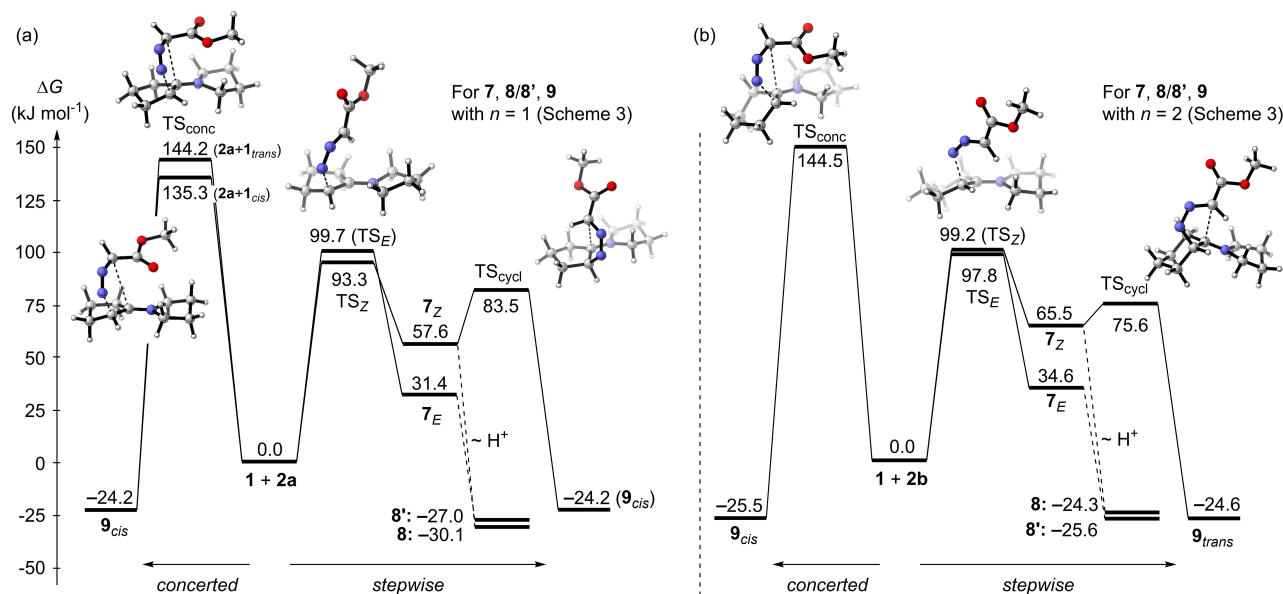 (a)
ΔG
(kJ mol⁻¹)
150
125
100
75
50
25
0
-25
-50
TSconc
144.2 (2a+1trans)
135.3 (2a+1cis)
For 7, 8/8’, 9
with n = 1 (Scheme 3)
99.7 (TSE)
93.3
TSZ
7Z
57.6
31.4
7E
TScycl
83.5
~ H⁺
0.0
1 + 2a
–24.2
9cis
8': –27.0
8: –30.1
–24.2 (9cis)
concerted
stepwise
(b)
TSconc
144.5
For 7, 8/8’, 9
with n = 2 (Scheme 3)
99.2 (TSZ)
97.8
TSE
65.5
7Z
34.6
7E
TScycl
75.6
~ H⁺
0.0
1 + 2b
–25.5
9cis
8: –24.3
8': –25.6
–24.6
9trans
concerted
stepwise